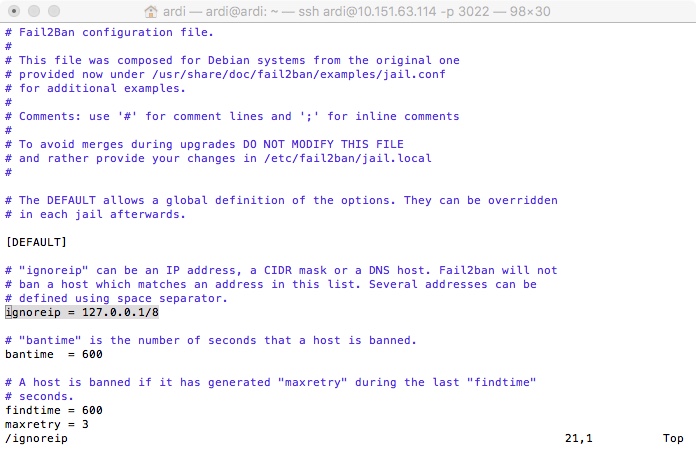 ardi — ardi@ardi: ~ — ssh ardi@10.151.63.114 -p 3022 — 98×30
# Fail2Ban configuration file.
#
# This file was composed for Debian systems from the original one
# provided now under /usr/share/doc/fail2ban/examples/jail.conf
# for additional examples.
#
# Comments: use '#' for comment lines and ';' for inline comments
#
# To avoid merges during upgrades DO NOT MODIFY THIS FILE
# and rather provide your changes in /etc/fail2ban/jail.local
#
# The DEFAULT allows a global definition of the options. They can be overridden
# in each jail afterwards.
[DEFAULT]
# "ignoreip" can be an IP address, a CIDR mask or a DNS host. Fail2ban will not
# ban a host which matches an address in this list. Several addresses can be
# defined using space separator.
ignoreip = 127.0.0.1/8
# "bantime" is the number of seconds that a host is banned.
bantime  = 600
# A host is banned if it has generated "maxretry" during the last "findtime"
# seconds.
findtime = 600
maxretry = 3
/ignoreip 21,1 Top